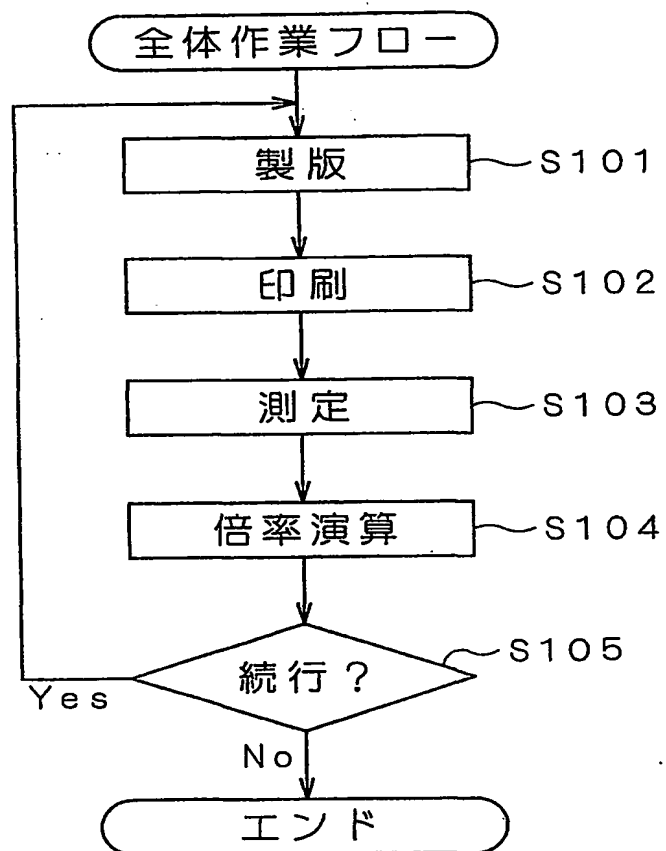 全体作業フロー
製版 S101
印刷 S102
測定 S103
倍率演算 S104
続行? S105
Yes
No
エンド